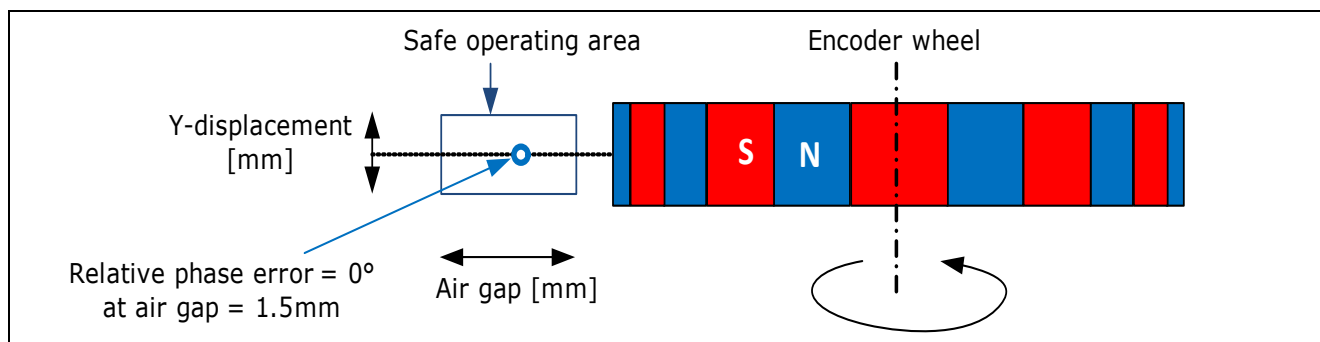 Safe operating area
Encoder wheel
Y-displacement
[mm]
S N
Relative phase error = 0°
at air gap = 1.5mm
Air gap [mm]